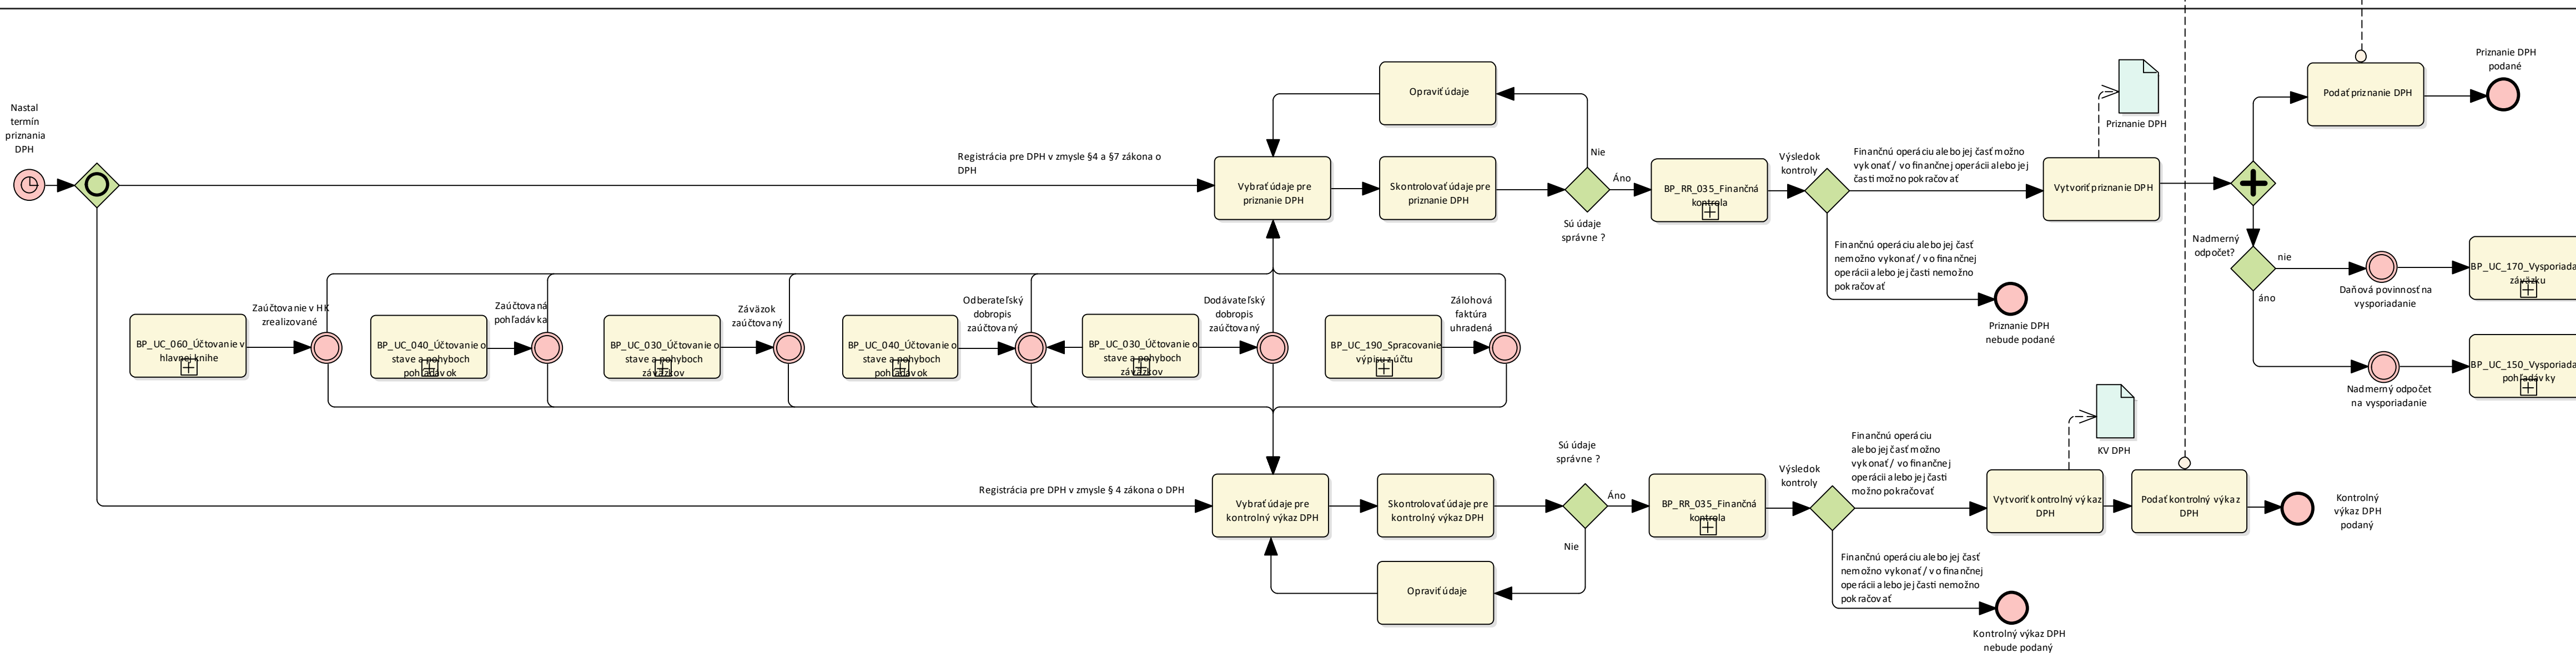 Nastal
termín
priznania
DPH
Registrácia pre DPH v zmysle §4 a §7 zákona o
DPH
Opraviť údaje
Vybrať údaje pre
priznanie DPH
Skontrolovať údaje pre
priznanie DPH
Nie
Áno
Sú údaje
správne ?
BP_RR_035_Finančná
kontrola
Výsledok
kontroly
Finančnú operáciu alebo jej časť možno
vykonať / vo finančnej operácii alebo jej
časti možno pokračovať
Finančnú operáciu alebo jej časť
nemožno vykonať / vo finančnej
operácii alebo jej časti nemožno
pokračovať
Priznanie DPH
nebude podané
Priznanie DPH
Vytvoriť priznanie DPH
Podať priznanie DPH
Priznanie DPH
podané
Nadmerný
odpočet?
nie
áno
Daňová povinnosť na
vysporiadanie
BP_UC_170_Vysporiada
záväzku
Nadmerný odpočet
na vysporiadanie
BP_UC_150_Vysporiada
pohľadávky
BP_UC_060_Účtovanie v
hlavnej knihe
Zaúčtovanie v HK
zrealizované
BP_UC_040_Účtovanie o
stave a pohyboch
pohľadávok
Zaúčtovaná
pohľadávka
BP_UC_030_Účtovanie o
stave a pohyboch
záväzkov
Záväzok
zaúčtovaný
BP_UC_040_Účtovanie o
stave a pohyboch
pohľadávok
Odberateľský
dobropis
zaúčtovaný
BP_UC_030_Účtovanie o
stave a pohyboch
záväzkov
Dodávateľský
dobropis
zaúčtovaný
BP_UC_190_Spracovanie
výpisu z účtu
Zálohová
faktúra
uhradená
Registrácia pre DPH v zmysle § 4 zákona o DPH
Vybrať údaje pre
kontrolný výkaz DPH
Skontrolovať údaje pre
kontrolný výkaz DPH
Sú údaje
správne ?
Áno
Nie
Opraviť údaje
BP_RR_035_Finančná
kontrola
Výsledok
kontroly
Finančnú operáciu
alebo jej časť možno
vykonať / vo finančnej
operácii alebo jej časti
možno pokračovať
Finančnú operáciu alebo jej časť
nemožno vykonať / vo finančnej
operácii alebo jej časti nemožno
pokračovať
Kontrolný výkaz DPH
nebude podaný
KV DPH
Vytvoriť kontrolný výkaz
DPH
Podať kontrolný výkaz
DPH
Kontrolný
výkaz DPH
podaný